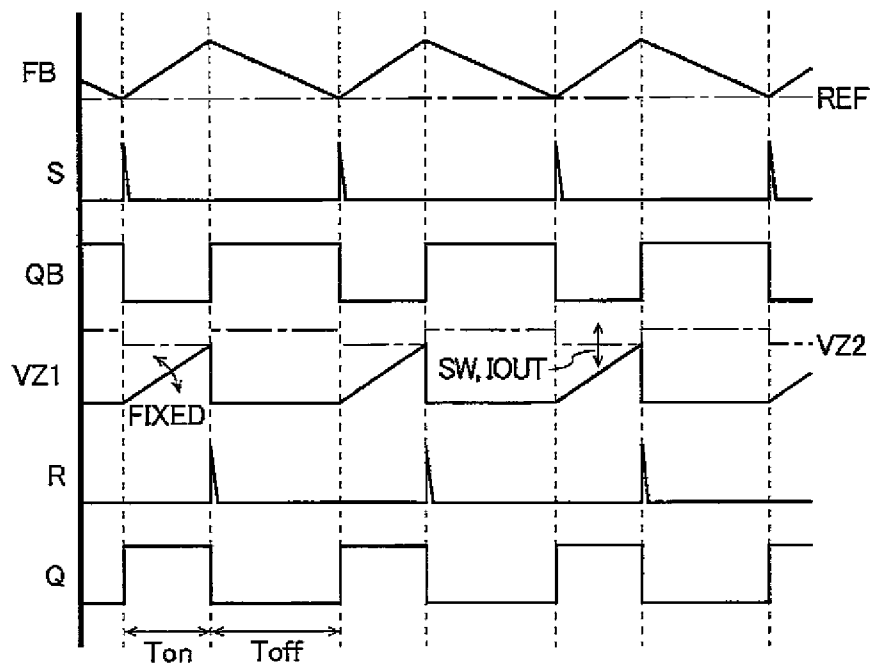 FB
REF
S
QB
VZ1
FIXED
SW, IOUT
VZ2
R
Q
Ton
Toff